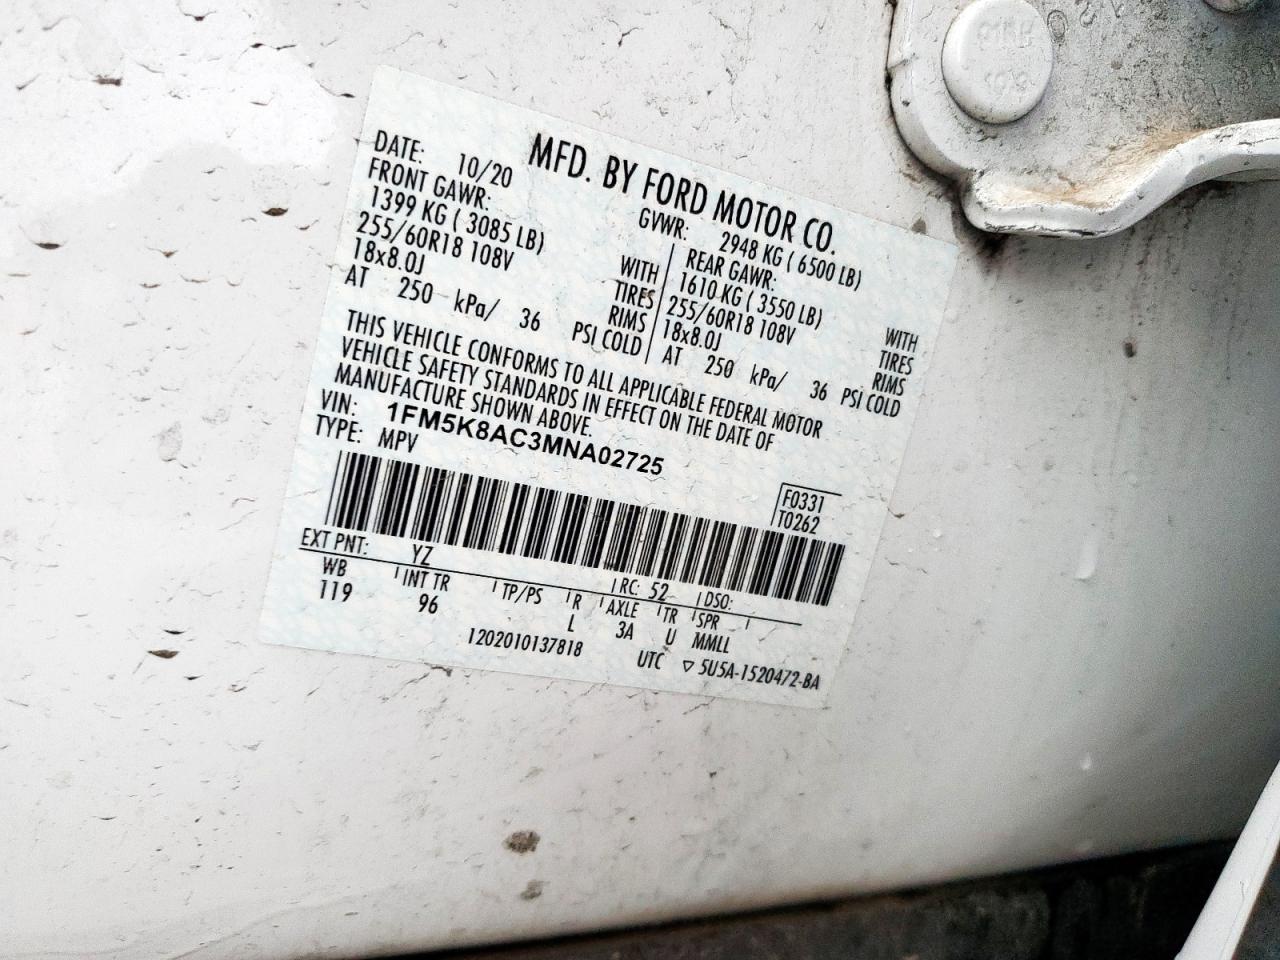 MFD. BY FORD MOTOR CO.
DATE: 10/20
GVWR: 2948 KG ( 6500 LB)
FRONT GAWR:
REAR GAWR:
1399 KG ( 3085 LB) WITH
1610 KG ( 3550 LB) WITH
255/60R18 108V TIRES
255/60R18 108V TIRES
18x8.0J RIMS
18x8.0J RIMS
AT 250 kPa/ 36 PSI COLD
AT 250 kPa/ 36 PSI COLD
THIS VEHICLE CONFORMS TO ALL APPLICABLE FEDERAL MOTOR
VEHICLE SAFETY STANDARDS IN EFFECT ON THE DATE OF
MANUFACTURE SHOWN ABOVE.
VIN: 1FM5K8AC3MNA02725
TYPE: MPV
F0331
T0262
EXT PNT: YZ RC: 52 DSO:
WB INT TR TP/PS R AXLE TR SPR
119 96 L 3A U MMLL
1202010137818 UTC ▽ 5U5A-1520472-BA